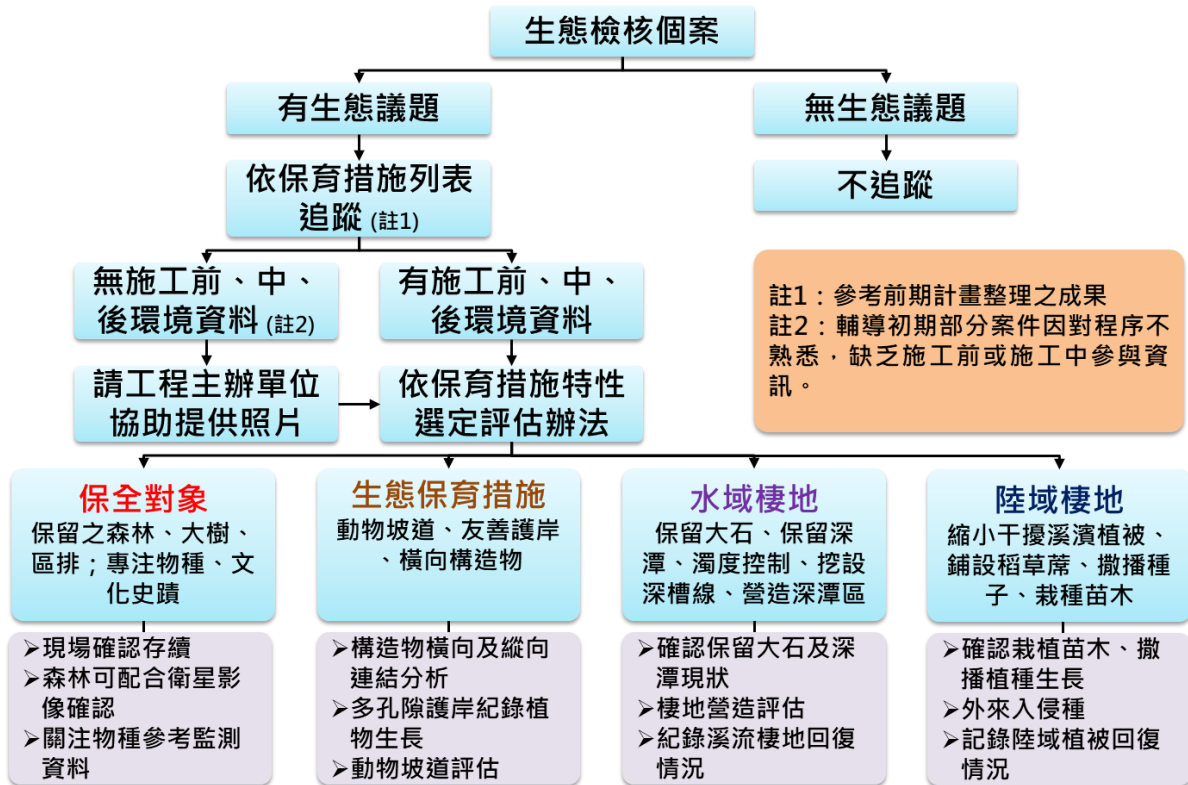 生態檢核個案
有生態議題
無生態議題
依保育措施列表
追蹤 (註1)
不追蹤
無施工前、中、
後環境資料 (註2)
有施工前、中、
後環境資料
註1：參考前期計畫整理之成果
註2：輔導初期部分案件因對程序不
熟悉，缺乏施工前或施工中參與資
訊。
請工程主辦單位
協助提供照片
依保育措施特性
選定評估辦法
保全對象
保留之森林、大樹、
區排；專注物種、文
化史蹟
生態保育措施
動物坡道、友善護岸
、橫向構造物
水域棲地
保留大石、保留深
潭、濁度控制、挖設
深槽線、營造深潭區
陸域棲地
縮小干擾溪濱植被、
鋪設稻草蓆、撒播種
子、栽種苗木
➢現場確認存續
➢森林可配合衛星影
像確認
➢關注物種參考監測
資料
➢構造物橫向及縱向
連結分析
➢多孔隙護岸紀錄植
物生長
➢動物坡道評估
➢確認保留大石及深
潭現狀
➢棲地營造評估
➢紀錄溪流棲地回復
情況
➢確認栽植苗木、撒
播植種生長
➢外來入侵種
➢記錄陸域植被回復
情況